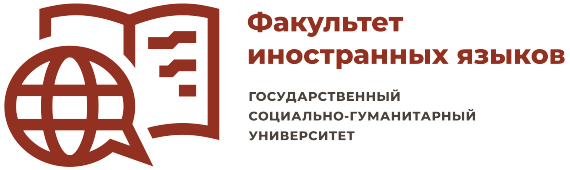 Факультет
иностранных языков
ГОСУДАРСТВЕННЫЙ
СОЦИАЛЬНО-ГУМАНИТАРНЫЙ
УНИВЕРСИТЕТ